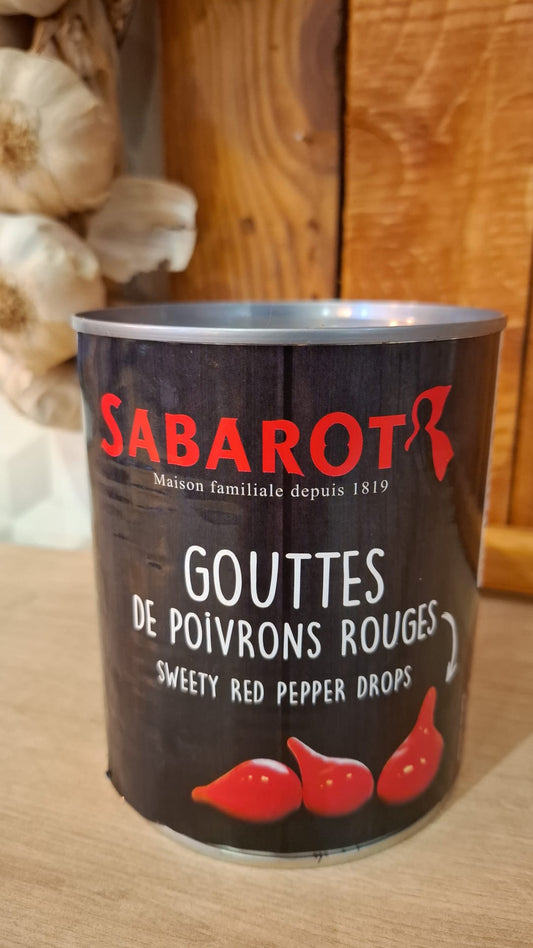 SABAROT
Maison familiale depuis 1819
GOUTTES
DE POiVRONS ROUGES
SWEETY RED PEPPER DROPS